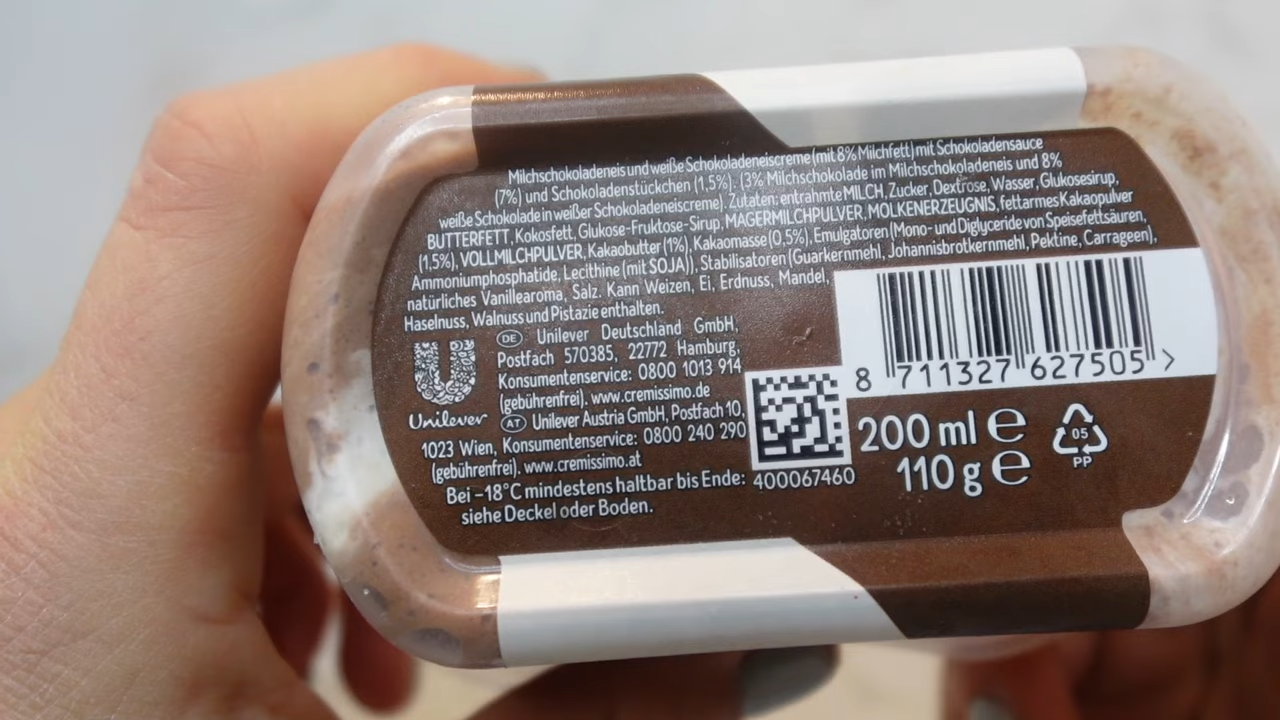 Milchschokoladeneis und weiße Schokoladeneiscreme (mit 8% Milchfett) mit Schokoladensauce
(7%) und Schokoladenstückchen (1,5%). (3% Milchschokolade im Milchschokoladeneis und 8%
weiße Schokolade in weißer Schokoladeneiscreme). Zutaten: entrahmte MILCH, Zucker, Dextrose, Wasser, Glukosesirup,
BUTTERFETT, Kokosfett, Glukose-Fruktose-Sirup, MAGERMILCHPULVER, MOLKENERZEUGNIS, fettarmes Kakaopulver
(1,5%), VOLLMILCHPULVER, Kakaobutter (1%), Kakaomasse (0,5%), Emulgatoren (Mono- und Diglyceride von Speisefettsäuren,
Ammoniumphosphatide, Lecithine (mit SOJA)), Stabilisatoren (Guarkernmehl, Johannisbrotkernmehl, Pektine, Carrageen),
natürliches Vanillearoma, Salz. Kann Weizen, Ei, Erdnuss, Mandel,
Haselnuss, Walnuss und Pistazie enthalten.
DE Unilever Deutschland GmbH,
Postfach 570385, 22772 Hamburg,
Konsumentenservice: 0800 1013 914
(gebührenfrei). www.cremissimo.de
Unilever
AT Unilever Austria GmbH, Postfach 10,
1023 Wien, Konsumentenservice: 0800 240 290
(gebührenfrei). www.cremissimo.at
Bei -18°C mindestens haltbar bis Ende:
siehe Deckel oder Boden.
400067460
8 711327 627505 >
200 ml e
110 g e
05
PP